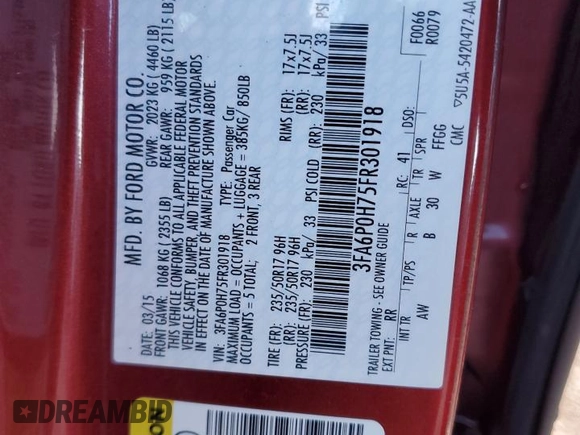 MFD. BY FORD MOTOR CO.
DATE: 03/15 GVWR: 2023 KG ( 4460 LB)
FRONT GAWR: 1068 KG ( 2355 LB) REAR GAWR: 959 KG ( 2115 LB)
THIS VEHICLE CONFORMS TO ALL APPLICABLE FEDERAL MOTOR
VEHICLE SAFETY, BUMPER, AND THEFT PREVENTION STANDARDS
IN EFFECT ON THE DATE OF MANUFACTURE SHOWN ABOVE.
VIN: 3FA6P0H75FR301918 TYPE: Passenger Car
MAXIMUM LOAD = OCCUPANTS + LUGGAGE = 385KG/ 850LB
OCCUPANTS = 5 TOTAL; 2 FRONT, 3 REAR
TIRE (FR): 235/50R17 96H RIMS (FR): 17x7.5J
(RR): 235/50R17 96H (RR): 17x7.5J
PRESSURE (FR): 230 kPa/ 33 PSI COLD (RR): 230 kPa/ 33 PSI
3FA6P0H75FR301918
TRAILER TOWING - SEE OWNER GUIDE
EXT PNT: RR RC: 41 DSO: F0066
R0079
INT TR TP/PS R AXLE TR SPR
AW B 30 W FFGG
CMC 5U5A-5420472-AA
DREAMBID